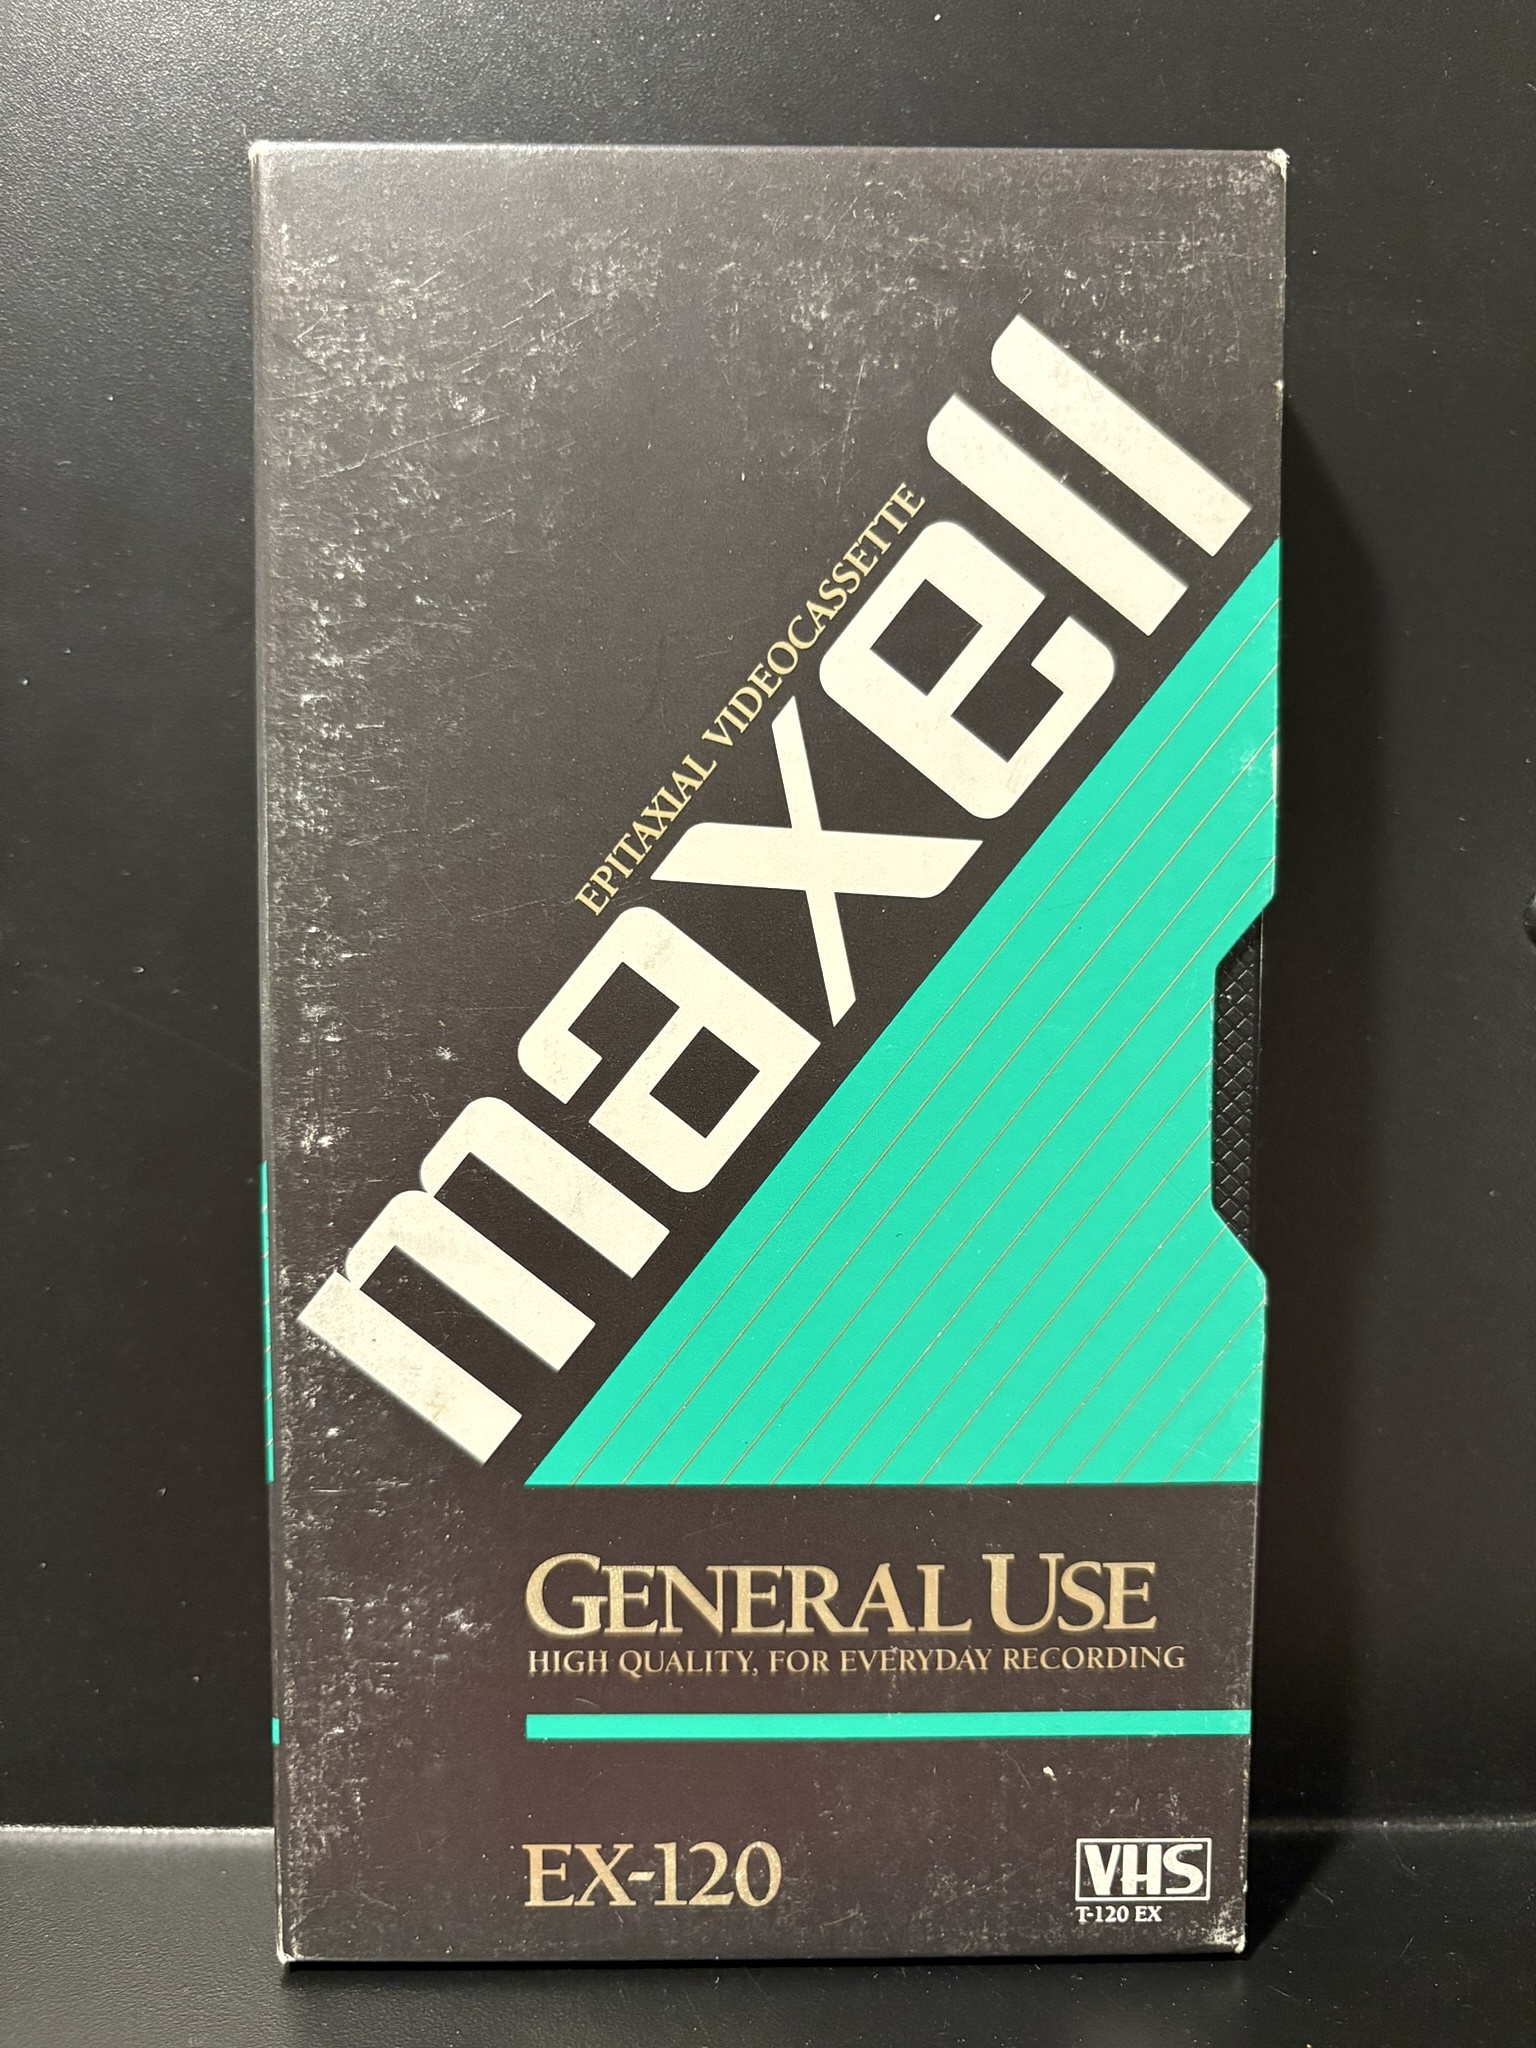 maxell
EPITAXIAL VIDEOCASSETTE
GENERAL USE
HIGH QUALITY, FOR EVERYDAY RECORDING
EX-120
VHS
T-120 EX